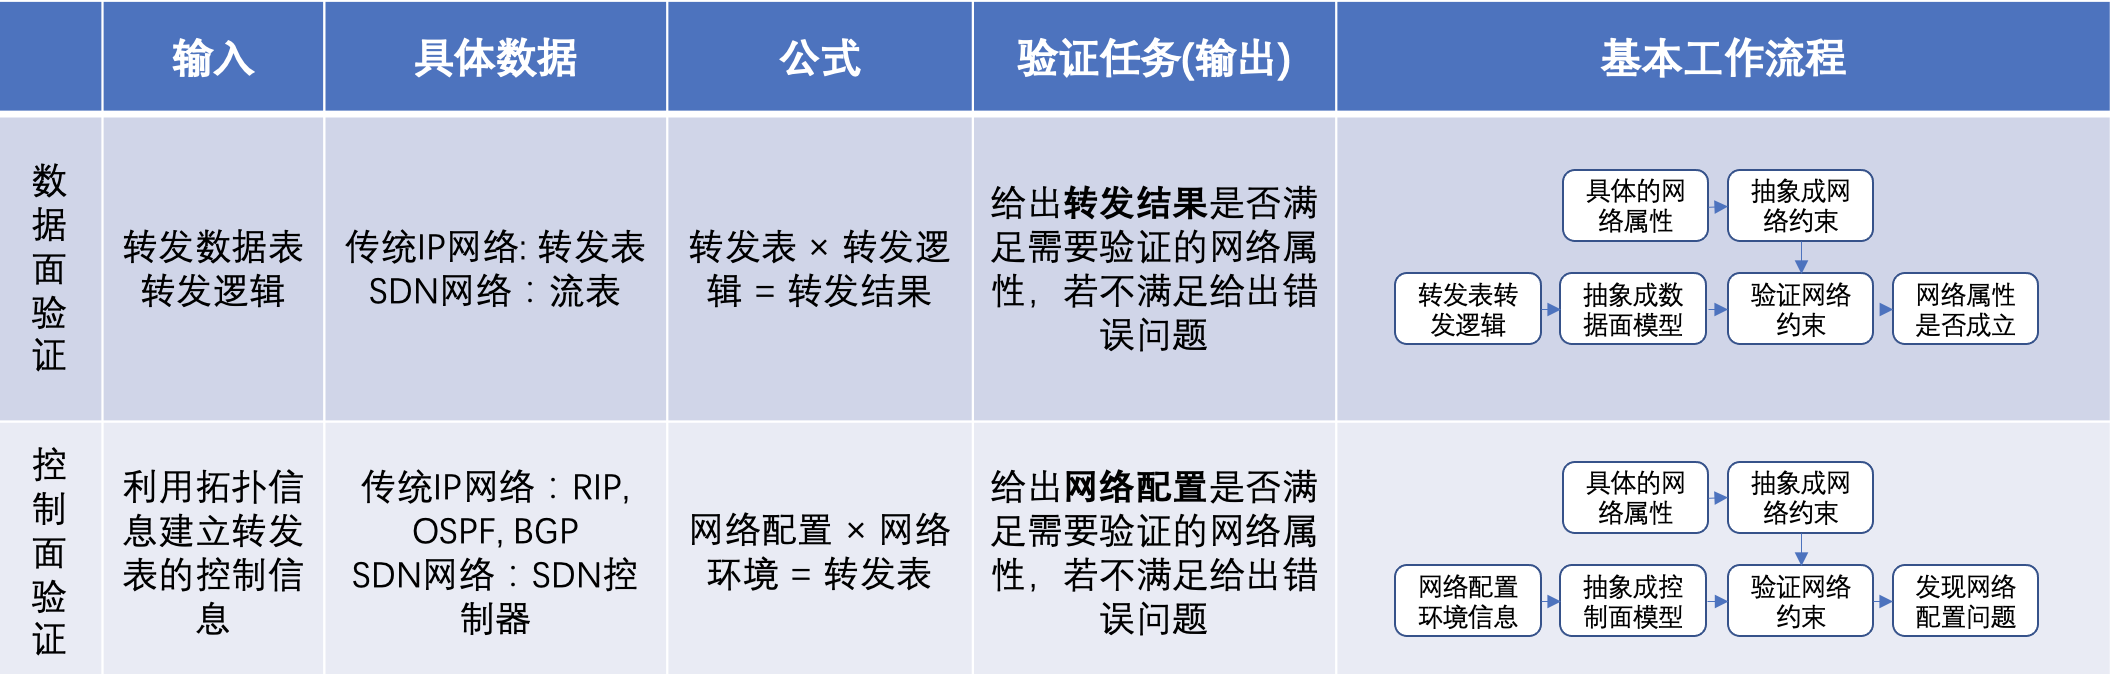 输入
具体数据
公式
验证任务(输出)
基本工作流程
数
据
面
验
证
转发数据表
转发逻辑
传统IP网络: 转发表
SDN网络：流表
转发表 × 转发逻
辑 = 转发结果
给出转发结果是否满
足需要验证的网络属
性，若不满足给出错
误问题
具体的网
络属性
抽象成网
络约束
转发表转
发逻辑
抽象成数
据面模型
验证网络
约束
网络属性
是否成立
控
制
面
验
证
利用拓扑信
息建立转发
表的控制信
息
传统IP网络：RIP,
OSPF, BGP
SDN网络：SDN控
制器
网络配置 × 网络
环境 = 转发表
给出网络配置是否满
足需要验证的网络属
性，若不满足给出错
误问题
具体的网
络属性
抽象成网
络约束
网络配置
环境信息
抽象成控
制面模型
验证网络
约束
发现网络
配置问题